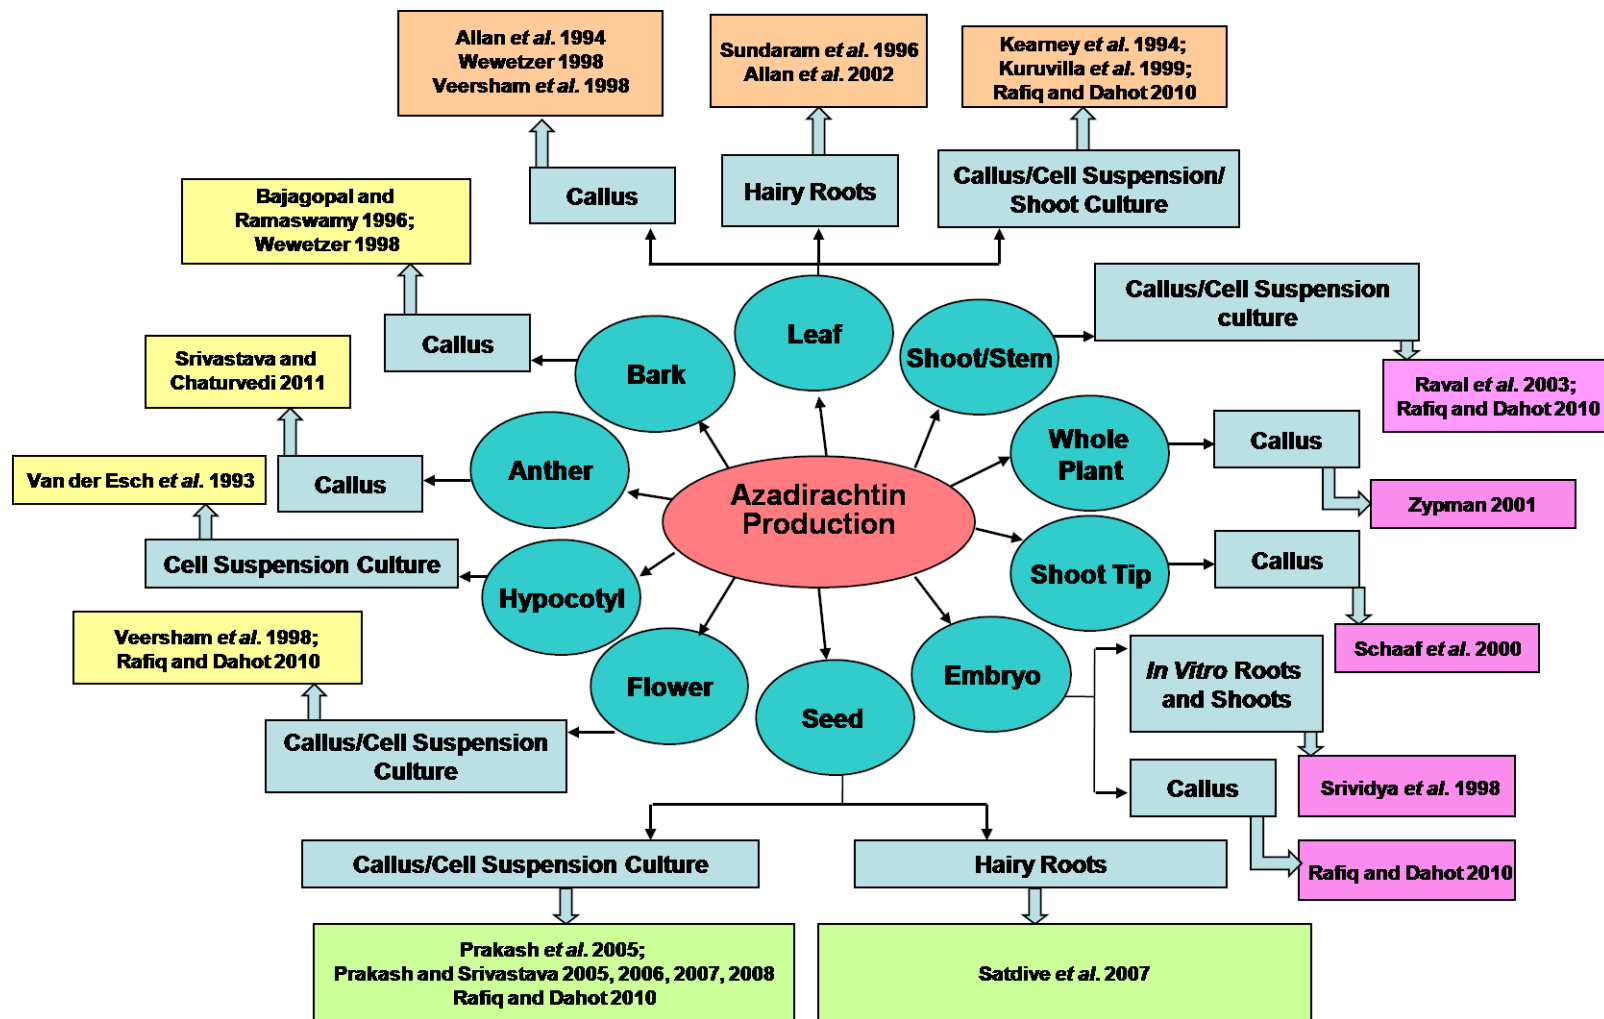 Allan et al. 1994
Wewetzer 1998
Veersham et al. 1998
Sundaram et al. 1996
Allan et al. 2002
Kearney et al. 1994;
Kuruvilla et al. 1999;
Rafiq and Dahot 2010
Callus
Hairy Roots
Callus/Cell Suspension/
Shoot Culture
Bajagopal and
Ramaswamy 1996;
Wewetzer 1998
Callus
Bark
Leaf
Shoot/Stem
Callus/Cell Suspension
culture
Raval et al. 2003;
Rafiq and Dahot 2010
Srivastava and
Chaturvedi 2011
Callus
Anther
Whole
Plant
Callus
Zypman 2001
Azadirachtin
Production
Van der Esch et al. 1993
Cell Suspension Culture
Hypocotyl
Shoot Tip
Callus
Schaaf et al. 2000
Veersham et al. 1998;
Rafiq and Dahot 2010
Callus/Cell Suspension
Culture
Flower
Seed
Embryo
In Vitro Roots
and Shoots
Srividya et al. 1998
Callus
Rafiq and Dahot 2010
Callus/Cell Suspension Culture
Hairy Roots
Prakash et al. 2005;
Prakash and Srivastava 2005, 2006, 2007, 2008
Rafiq and Dahot 2010
Satdive et al. 2007